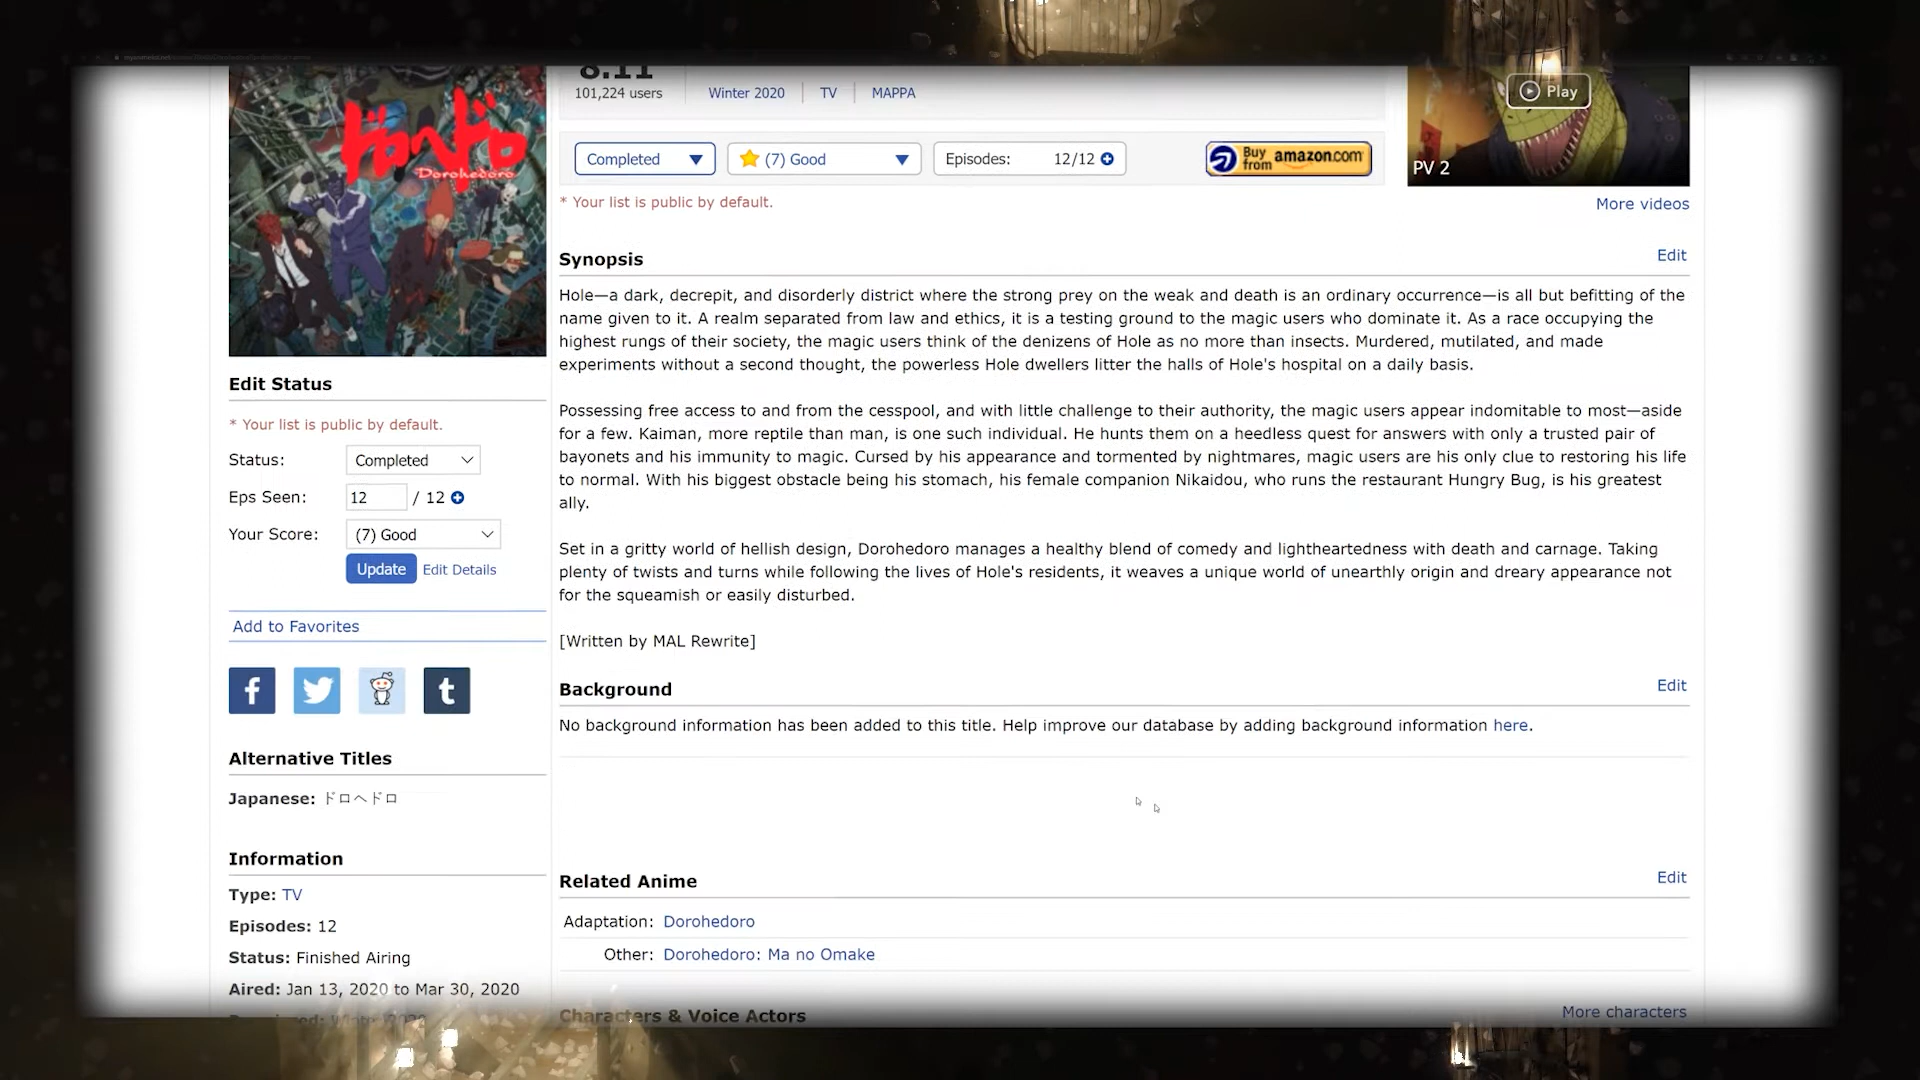 8.11
101,224 users
Winter 2020
TV
MAPPA
Play
PV 2
ドロヘドロ
Dorohedoro
Completed
(7) Good
Episodes: 12/12
Buy from amazon.com
* Your list is public by default.
More videos
Synopsis
Edit
Hole—a dark, decrepit, and disorderly district where the strong prey on the weak and death is an ordinary occurrence—is all but befitting of the
name given to it. A realm separated from law and ethics, it is a testing ground to the magic users who dominate it. As a race occupying the
highest rungs of their society, the magic users think of the denizens of Hole as no more than insects. Murdered, mutilated, and made
experiments without a second thought, the powerless Hole dwellers litter the halls of Hole's hospital on a daily basis.
Possessing free access to and from the cesspool, and with little challenge to their authority, the magic users appear indomitable to most—aside
for a few. Kaiman, more reptile than man, is one such individual. He hunts them on a heedless quest for answers with only a trusted pair of
bayonets and his immunity to magic. Cursed by his appearance and tormented by nightmares, magic users are his only clue to restoring his life
to normal. With his biggest obstacle being his stomach, his female companion Nikaidou, who runs the restaurant Hungry Bug, is his greatest
ally.
Set in a gritty world of hellish design, Dorohedoro manages a healthy blend of comedy and lightheartedness with death and carnage. Taking
plenty of twists and turns while following the lives of Hole's residents, it weaves a unique world of unearthly origin and dreary appearance not
for the squeamish or easily disturbed.
[Written by MAL Rewrite]
Background
Edit
No background information has been added to this title. Help improve our database by adding background information here.
Related Anime
Edit
Adaptation: Dorohedoro
Other: Dorohedoro: Ma no Omake
Characters & Voice Actors
More characters
Edit Status
* Your list is public by default.
Status: Completed
Eps Seen: 12 / 12
Your Score: (7) Good
Update Edit Details
Add to Favorites
Alternative Titles
Japanese: ドロヘドロ
Information
Type: TV
Episodes: 12
Status: Finished Airing
Aired: Jan 13, 2020 to Mar 30, 2020